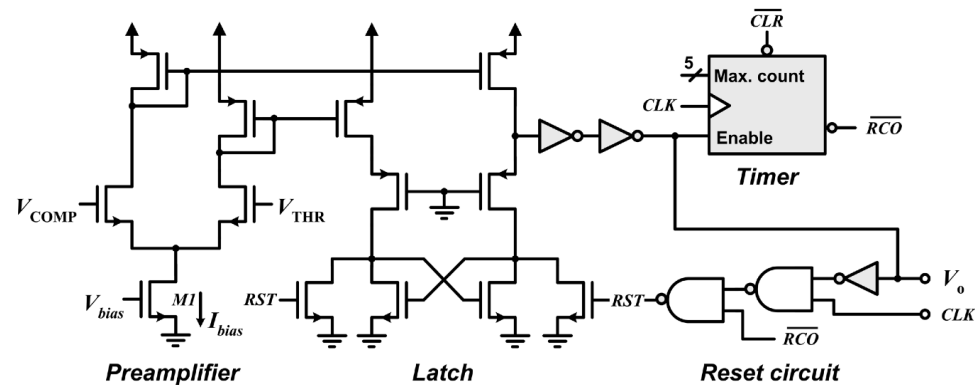 CLR
5
Max. count
CLK
RCO
Enable
Timer
VCOMP
VTHR
Vbias
M1
Ibias
RST
RST
Vo
CLK
RCO
Preamplifier
Latch
Reset circuit